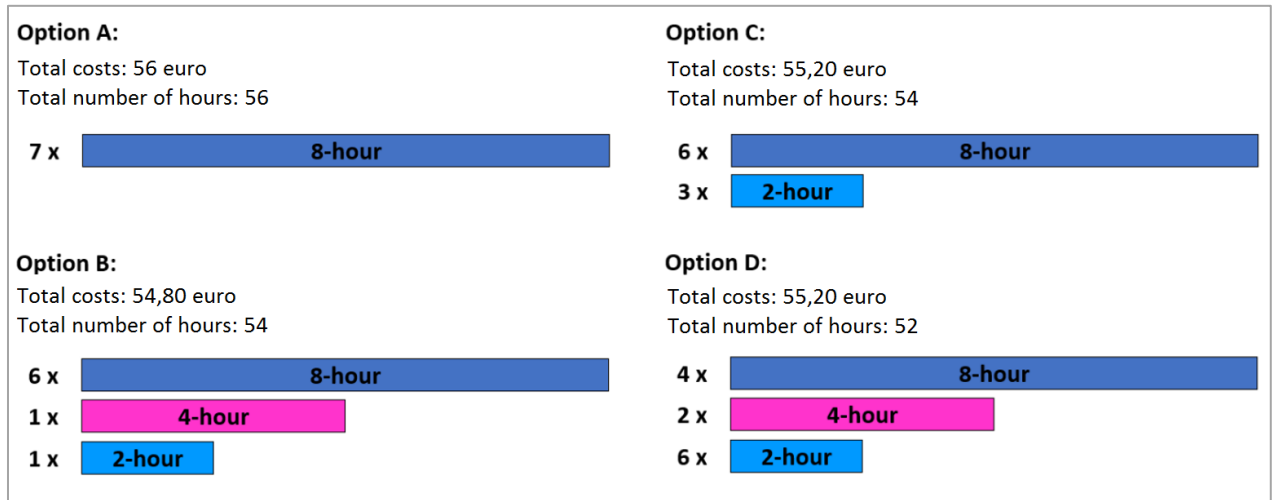 Option A:
Total costs: 56 euro
Total number of hours: 56
7 x 8-hour
Option B:
Total costs: 54,80 euro
Total number of hours: 54
6 x 8-hour
1 x 4-hour
1 x 2-hour
Option C:
Total costs: 55,20 euro
Total number of hours: 54
6 x 8-hour
3 x 2-hour
Option D:
Total costs: 55,20 euro
Total number of hours: 52
4 x 8-hour
2 x 4-hour
6 x 2-hour